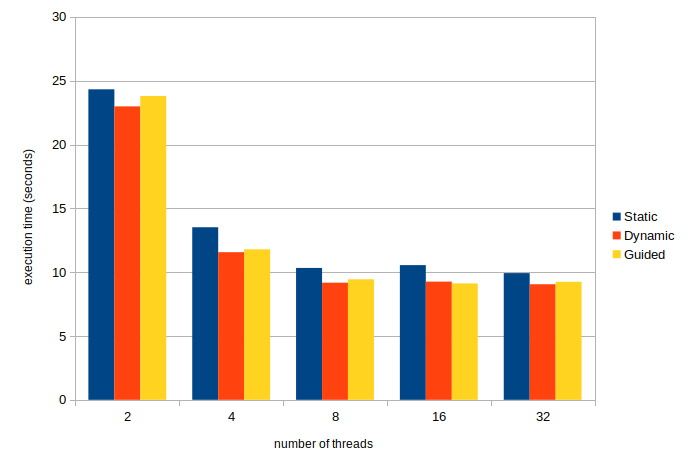 30
25
20
15
10
5
0
execution time (seconds)
2 4 8 16 32
number of threads
Static
Dynamic
Guided